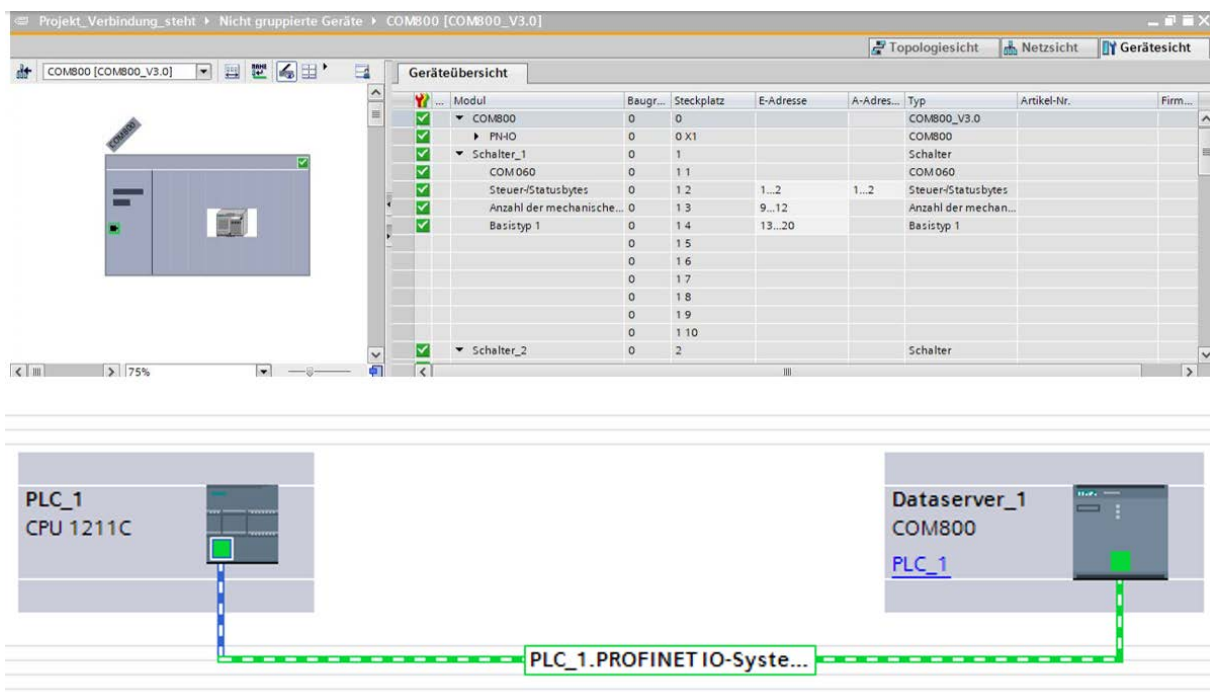 Projekt_Verbindung_steht ▸ Nicht gruppierte Geräte ▸ COM800 [COM800_V3.0]
Topologiesicht Netzsicht Gerätesicht
COM800 [COM800_V3.0] Geräteübersicht
... Modul Baugr... Steckplatz E-Adresse A-Adres... Typ Artikel-Nr. Firm...
COM800 0 0 COM800_V3.0
PN-IO 0 0 X1 COM800
Schalter_1 0 1 Schalter
COM 060 0 1 1 COM 060
Steuer-/Statusbytes 0 1 2 1...2 1...2 Steuer-/Statusbytes
Anzahl der mechanische... 0 1 3 9...12 Anzahl der mechan...
Basistyp 1 0 1 4 13...20 Basistyp 1
0 1 5
0 1 6
0 1 7
0 1 8
0 1 9
0 1 10
Schalter_2 0 2 Schalter
COM800
75%
PLC_1 Dataserver_1
CPU 1211C COM800
PLC_1
PLC_1.PROFINET IO-Syste...